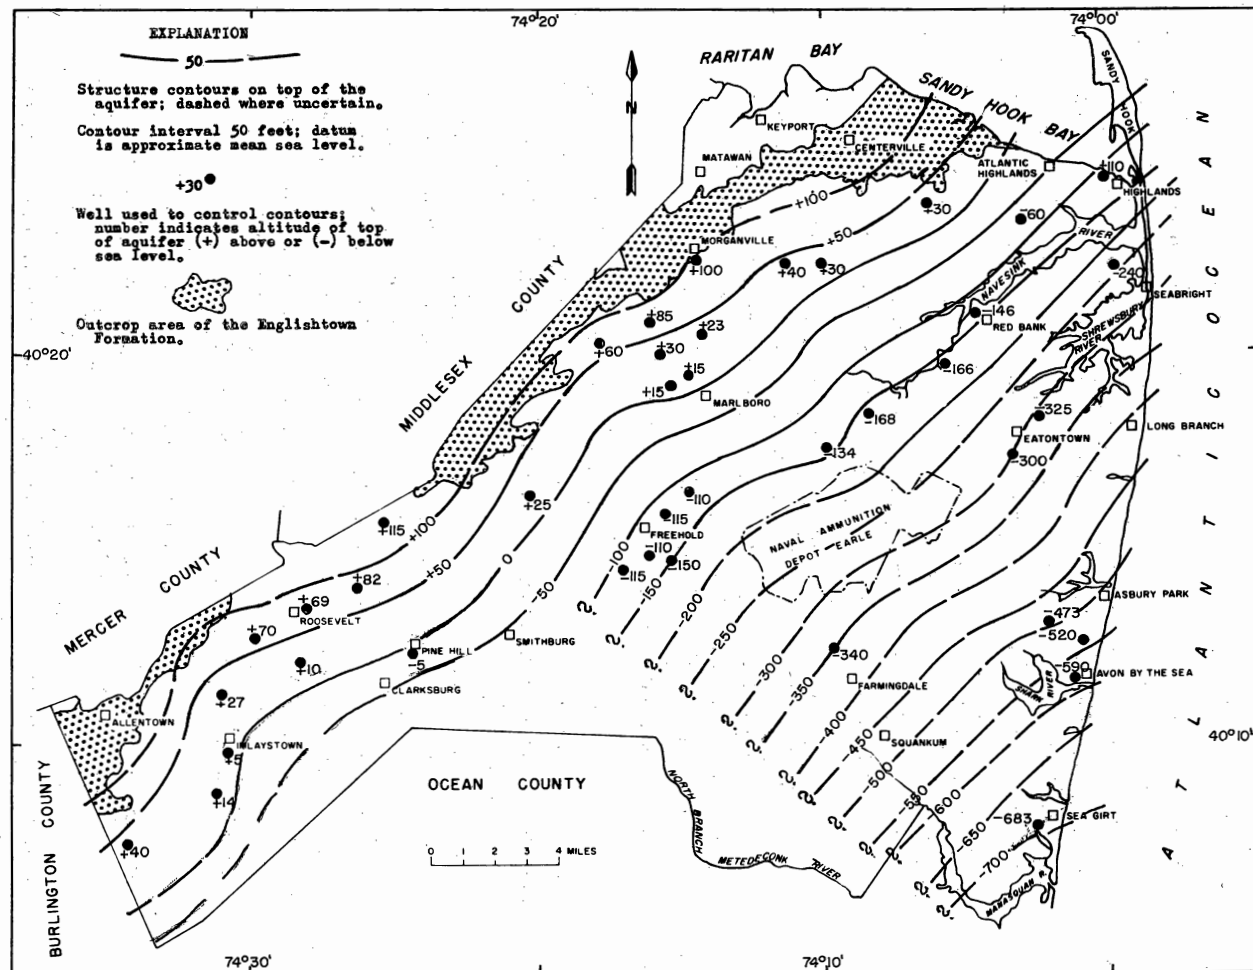 74°20'
74°00'
EXPLANATION
50
Structure contours on top of the
aquifer; dashed where uncertain.
Contour interval 50 feet; datum
is approximate mean sea level.
+30
Well used to control contours;
number indicates altitude of top
of aquifer (+) above or (-) below
sea level.
Outcrop area of the Englishtown
Formation.
N
RARITAN BAY
SANDY HOOK BAY
SANDY HOOK
KEYPORT
CENTERVILLE
MATAWAN
ATLANTIC
HIGHLANDS
+110
HIGHLANDS
+100
+30
-60
+50
MORGANVILLE
+100
+40
+30
NAVESINK
RIVER
-240
SEABRIGHT
ATLANTIC OCEAN
MIDDLESEX COUNTY
+85
+23
-146
RED BANK
SHREWSBURY
RIVER
40°20'
+60
+30
+15
+15
-166
MARLBORO
-168
-325
LONG BRANCH
EATONTOWN
-134
-300
+25
-110
-115
FREEHOLD
NAVAL AMMUNITION
DEPOT EARLE
+115
+100
-110
-150
-115
+50
0
-50
-100
-150
-200
-250
-300
-350
-400
-450
-500
-550
-600
-650
-700
MERCER COUNTY
+82
+69
ROOSEVELT
+70
+10
PINE HILL
-5
SMITHBURG
CLARKSBURG
ASBURY PARK
-473
-520
-590
AVON BY THE SEA
SHARK
RIVER
-340
FARMINGDALE
+27
ALLENTOWN
IMLAYSTOWN
+5
SQUANKUM
40°10'
+14
OCEAN COUNTY
NORTH
BRANCH
METEDECONK
RIVER
-683
SEA GIRT
MANASQUAN R.
+40
0 1 2 3 4 MILES
BURLINGTON COUNTY
?
?
?
?
?
?
?
?
?
?
?
?
74°30'
74°10'